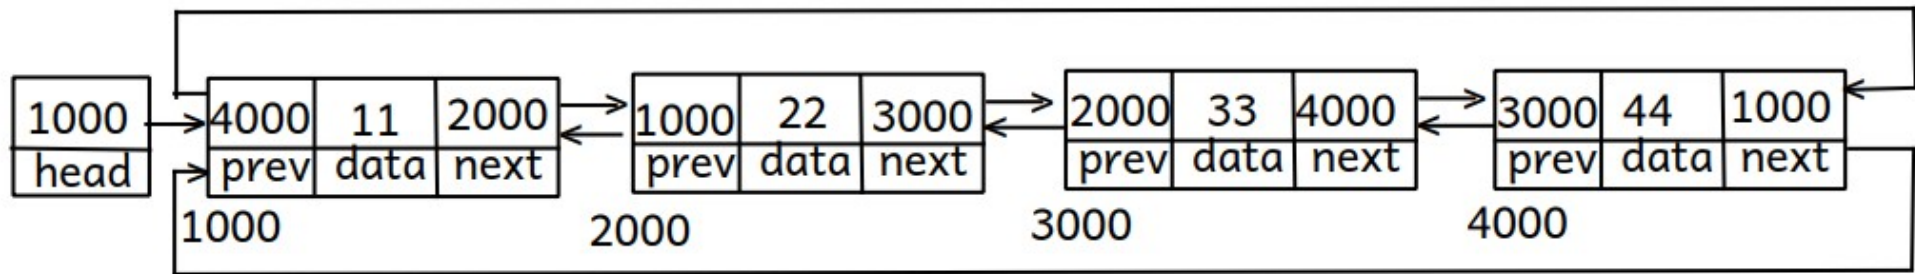 1000 4000 11 2000 1000 22 3000 2000 33 4000 3000 44 1000
head prev data next prev data next prev data next prev data next
1000 2000 3000 4000